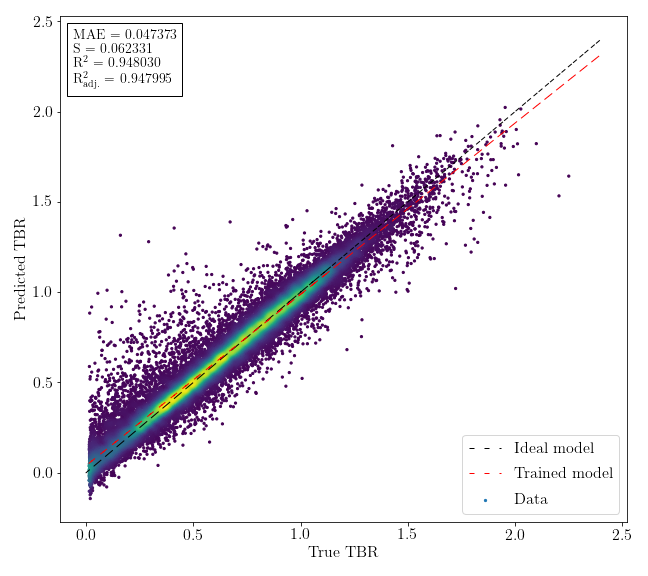 MAE = 0.047373
S = 0.062331
R² = 0.948030
R²adj. = 0.947995
2.5
2.0
1.5
1.0
0.5
0.0
Predicted TBR
Ideal model
Trained model
Data
0.0 0.5 1.0 1.5 2.0 2.5
True TBR